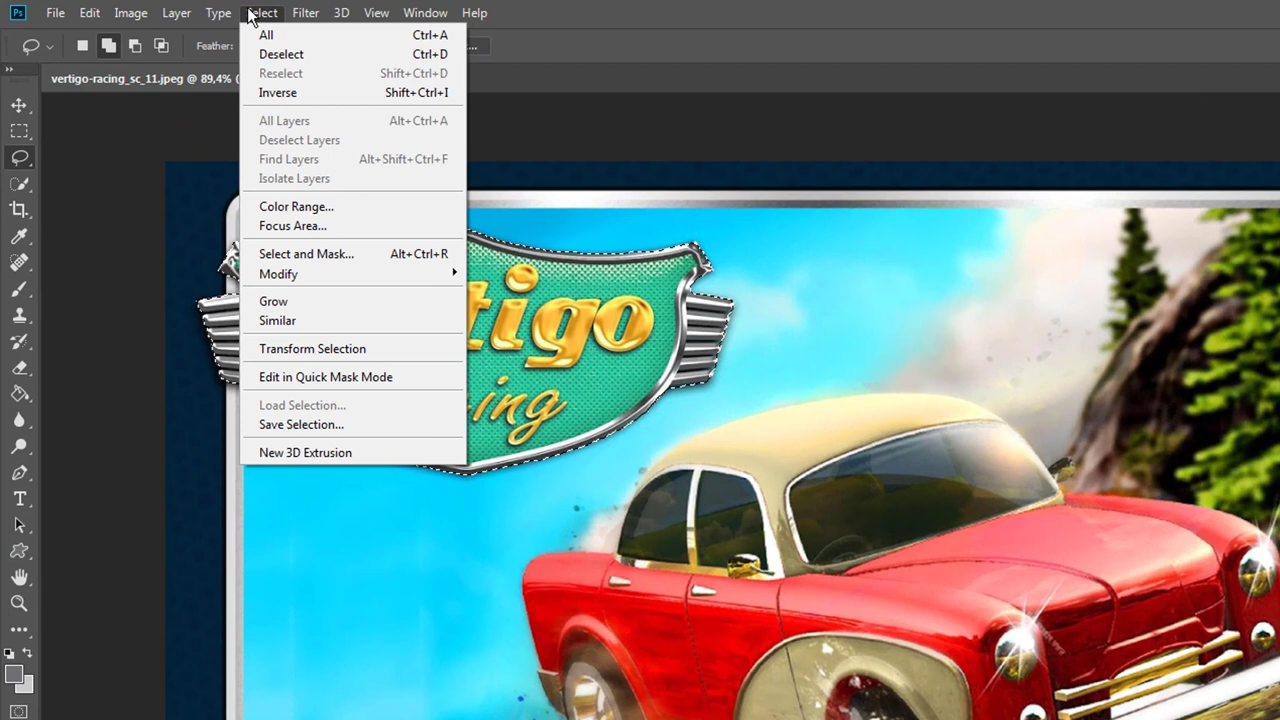 Ps File Edit Image Layer Type Select Filter 3D View Window Help
Feather: ...
vertigo-racing_sc_11.jpeg @ 89,4% (
All Ctrl+A
Deselect Ctrl+D
Reselect Shift+Ctrl+D
Inverse Shift+Ctrl+I
All Layers Alt+Ctrl+A
Deselect Layers
Find Layers Alt+Shift+Ctrl+F
Isolate Layers
Color Range...
Focus Area...
Select and Mask... Alt+Ctrl+R
Modify
Grow
Similar
Transform Selection
Edit in Quick Mask Mode
Load Selection...
Save Selection...
New 3D Extrusion
tigo
ing